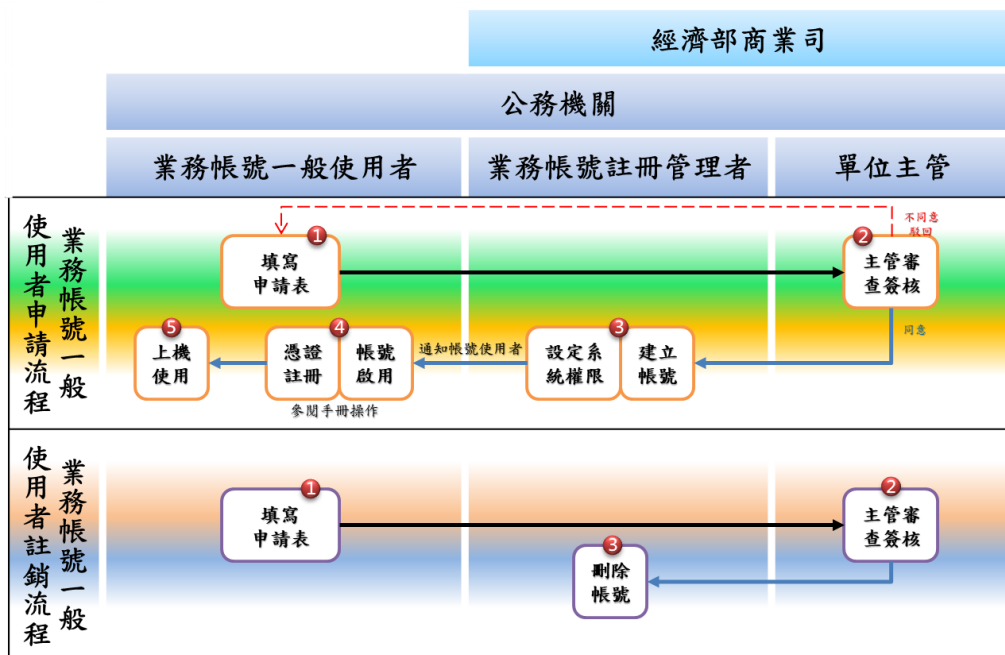 經濟部商業司
公務機關
業務帳號一般使用者
業務帳號註冊管理者
單位主管
業務帳號一般
使用者申請流程
1
填寫
申請表
不同意
駁回
2
主管審
查簽核
同意
3
建立
帳號
設定系
統權限
通知帳號使用者
4
帳號
啟用
憑證
註冊
參閱手冊操作
5
上機
使用
業務帳號一般
使用者註銷流程
1
填寫
申請表
2
主管審
查簽核
3
刪除
帳號